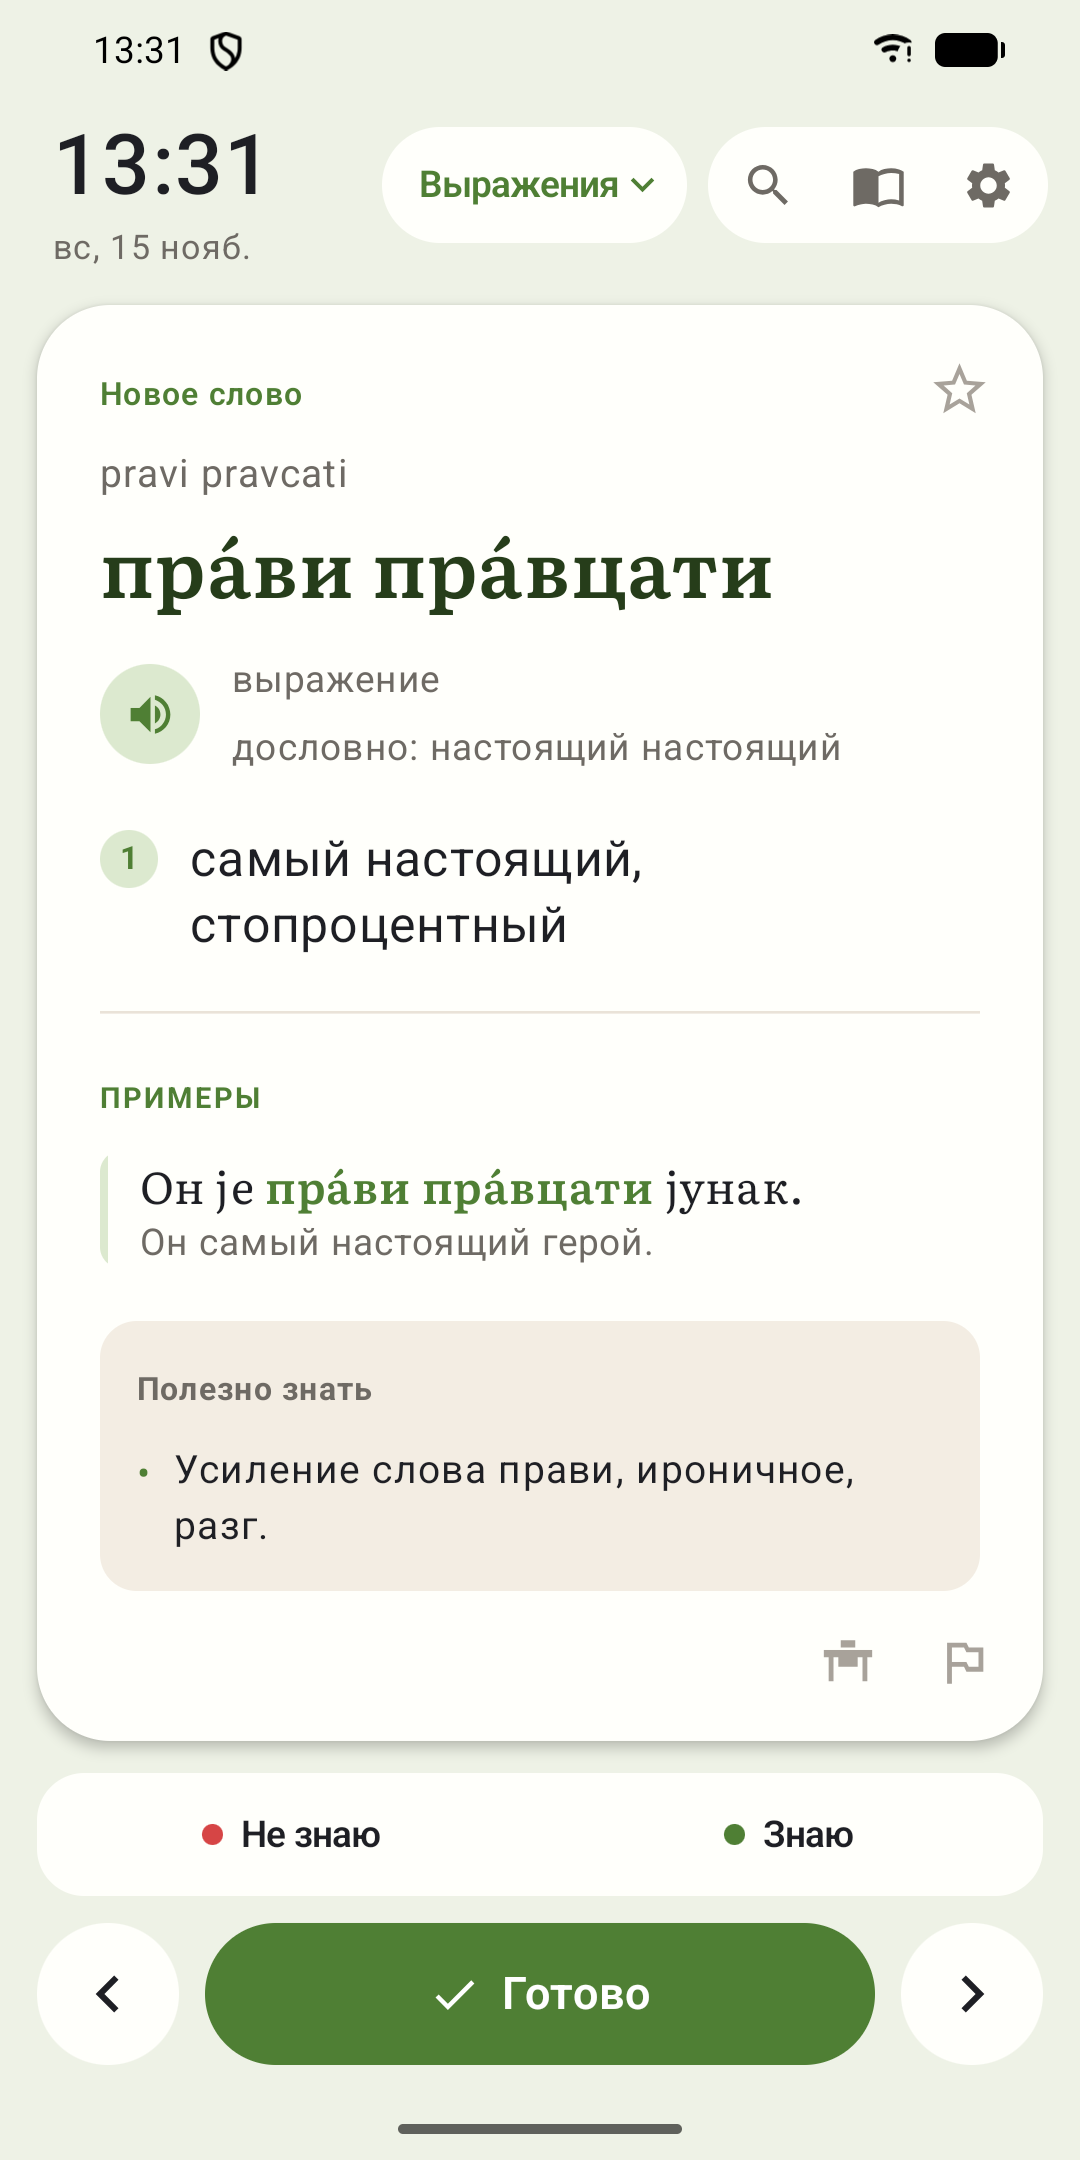 13:31
13:31
вс, 15 нояб.
Выражения
Новое слово
pravi pravcati
пра́ви пра́вцати
выражение
дословно: настоящий настоящий
1 самый настоящий,
стопроцентный
ПРИМЕРЫ
Он је пра́ви пра́вцати јунак.
Он самый настоящий герой.
Полезно знать
• Усиление слова прави, ироничное,
разг.
Не знаю
Знаю
Готово